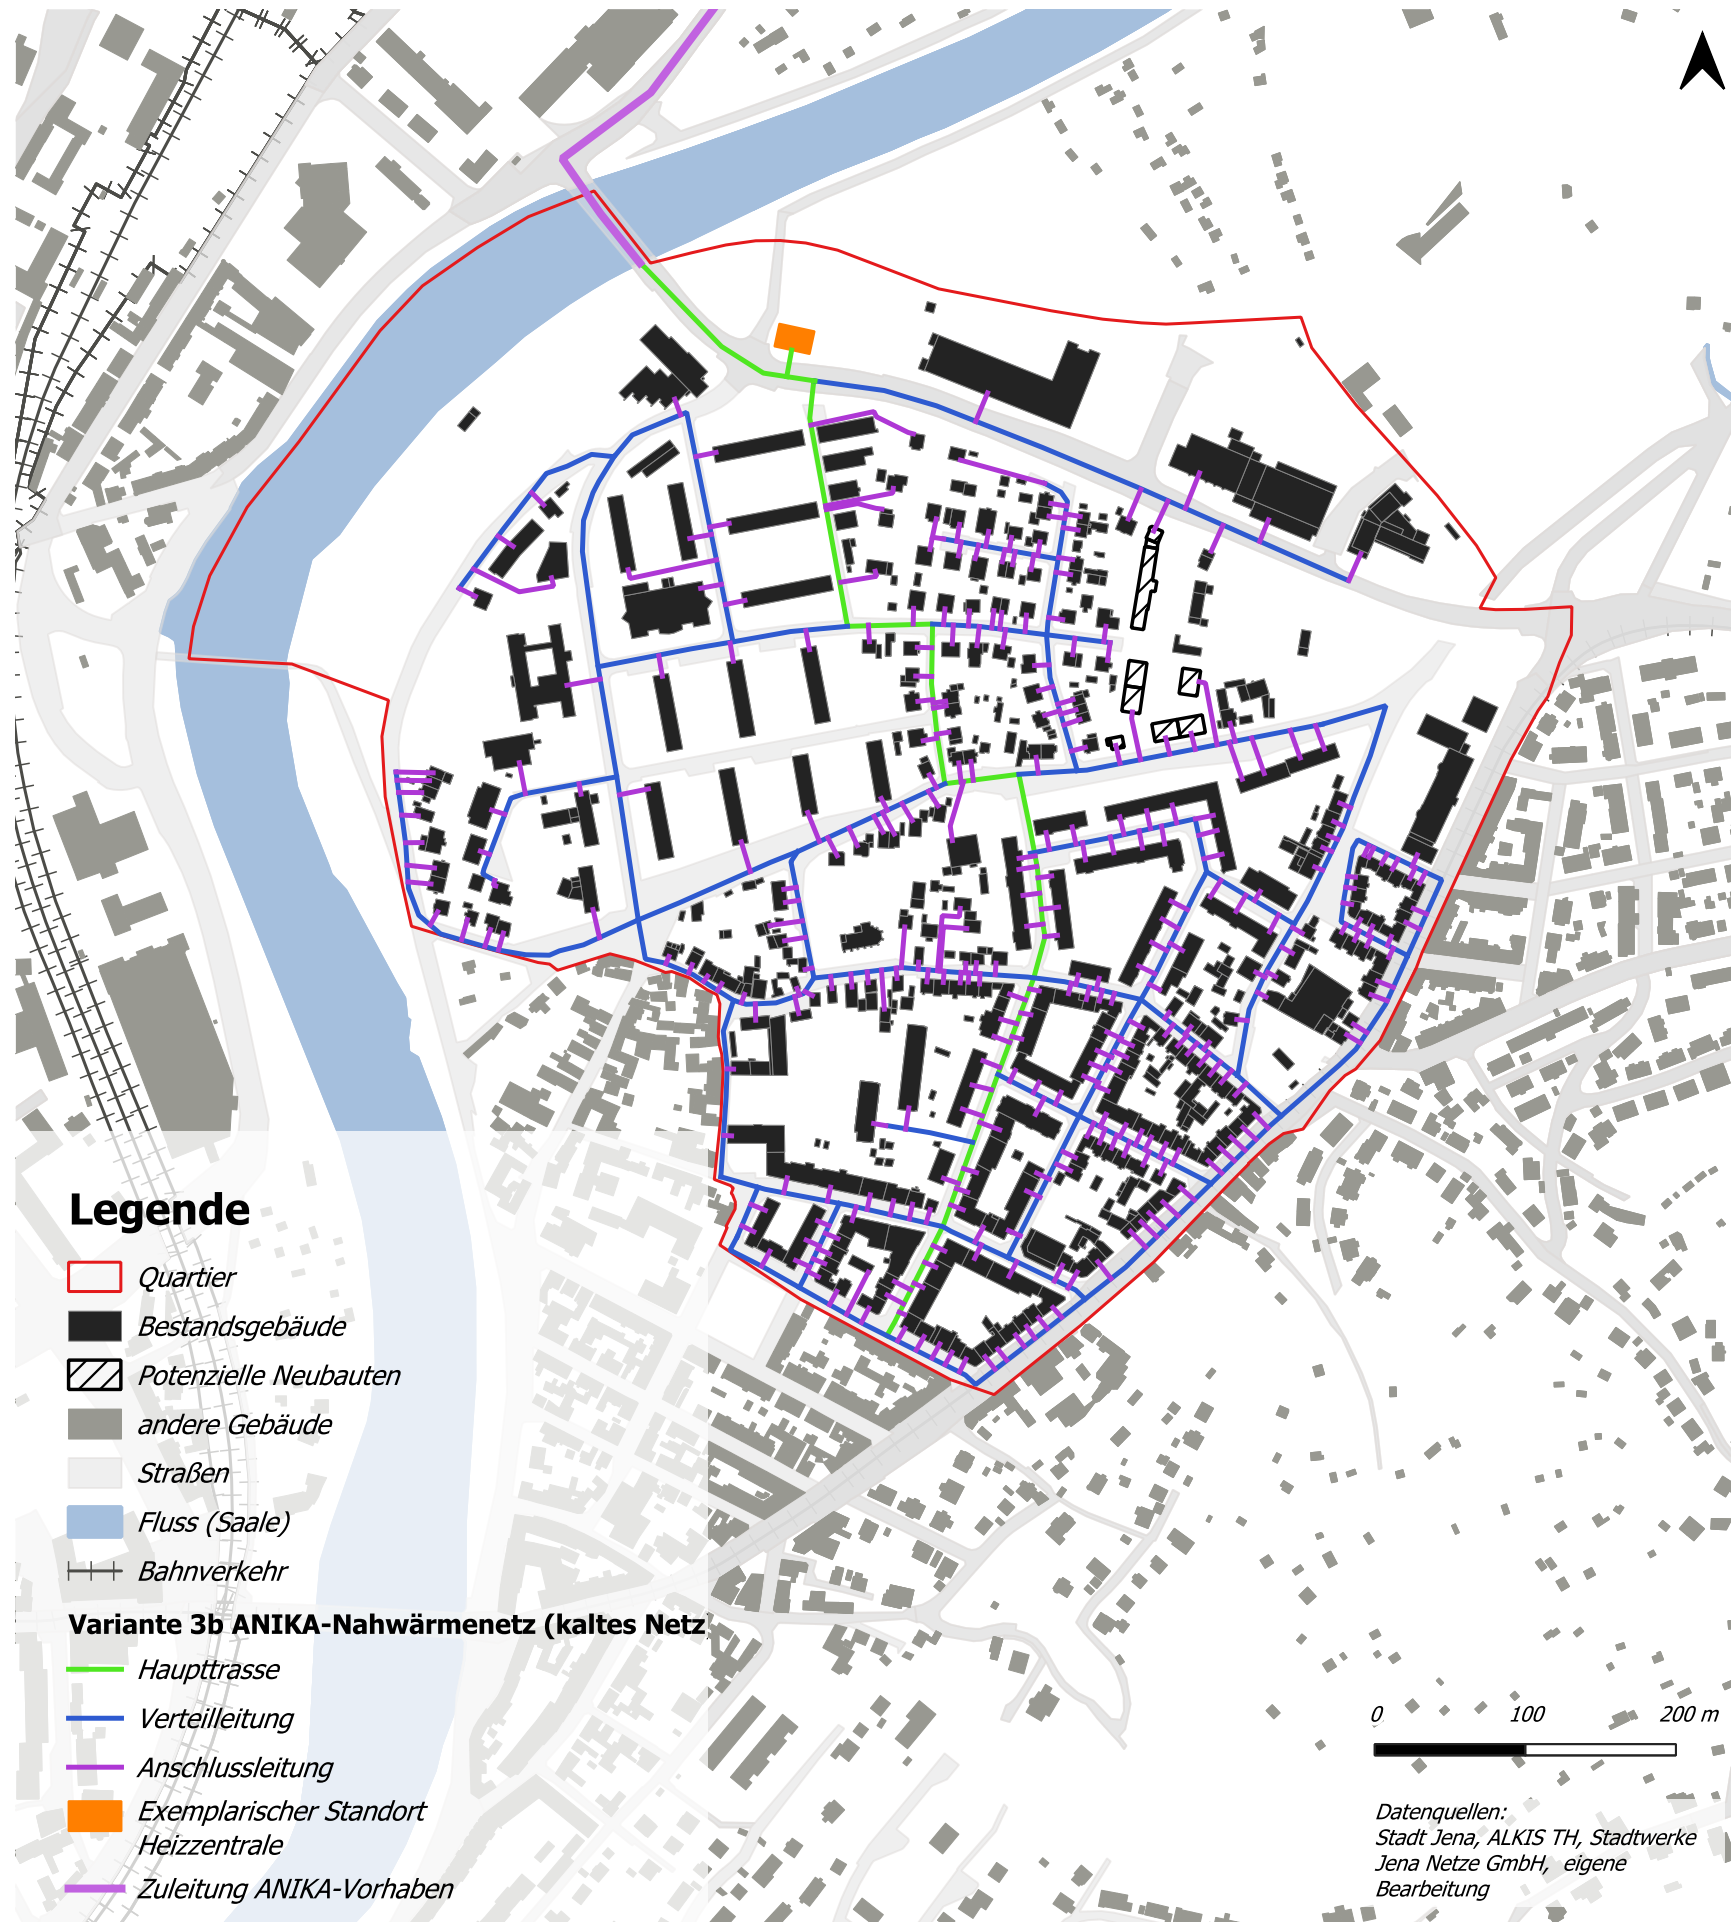 Legende
Quartier
Bestandsgebäude
Potenzielle Neubauten
andere Gebäude
Straßen
Fluss (Saale)
Bahnverkehr
Variante 3b ANIKA-Nahwärmenetz (kaltes Netz
Haupttrasse
Verteilleitung
Anschlussleitung
Exemplarischer Standort
Heizzentrale
Zuleitung ANIKA-Vorhaben
0 100 200 m
Datenquellen:
Stadt Jena, ALKIS TH, Stadtwerke
Jena Netze GmbH, eigene
Bearbeitung